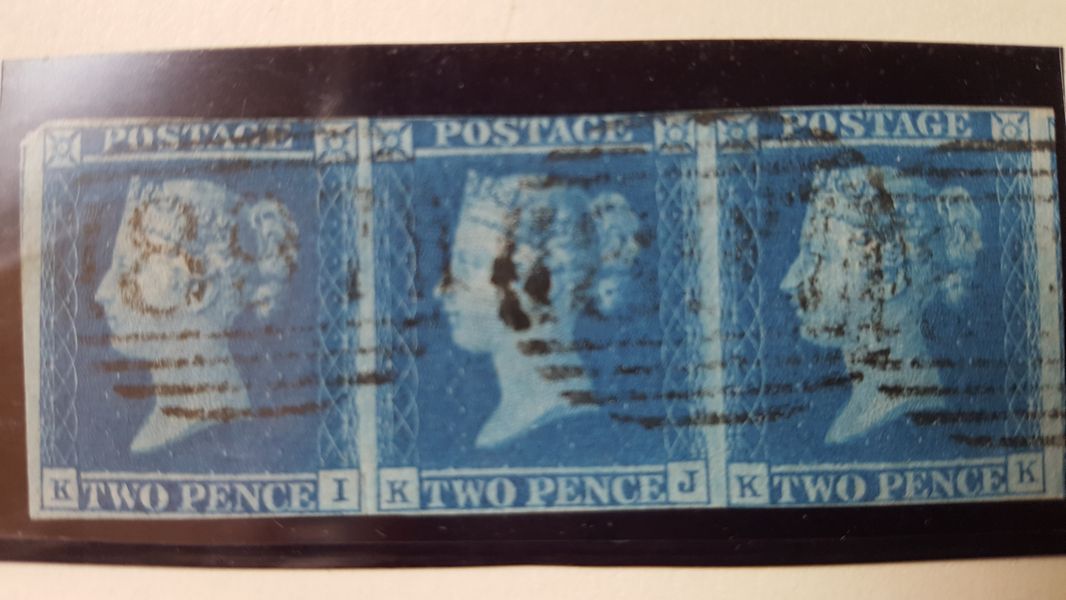 POSTAGE POSTAGE POSTAGE
K TWO PENCE I K TWO PENCE J K TWO PENCE K